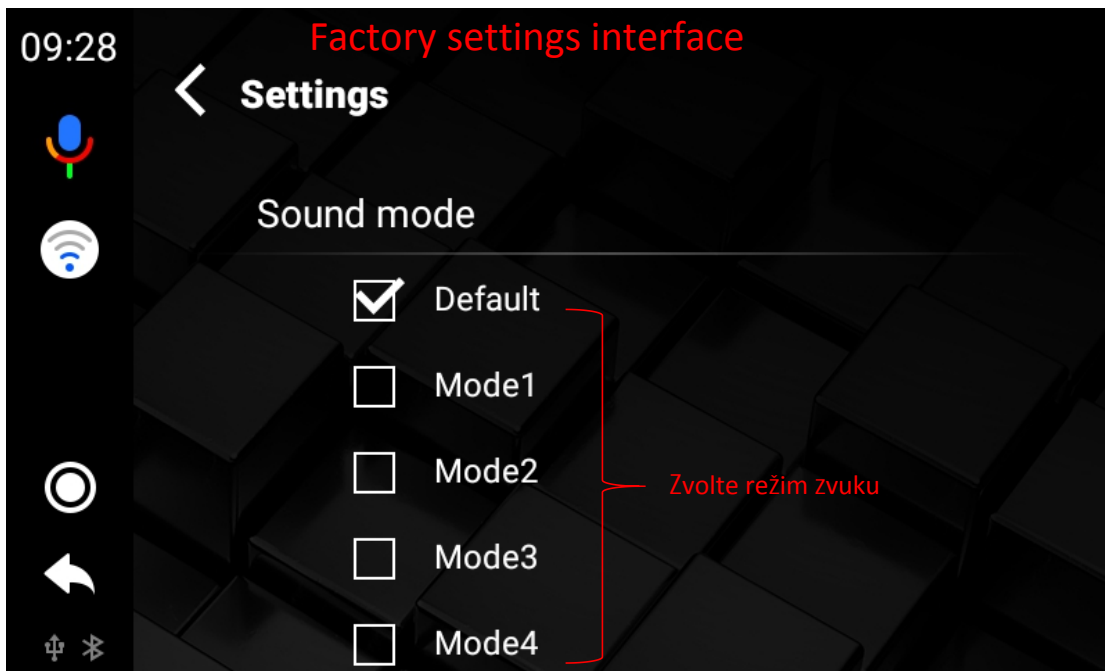 Factory settings interface
09:28
Settings
Sound mode
Default
Mode1
Mode2
Zvolte režim zvuku
Mode3
Mode4